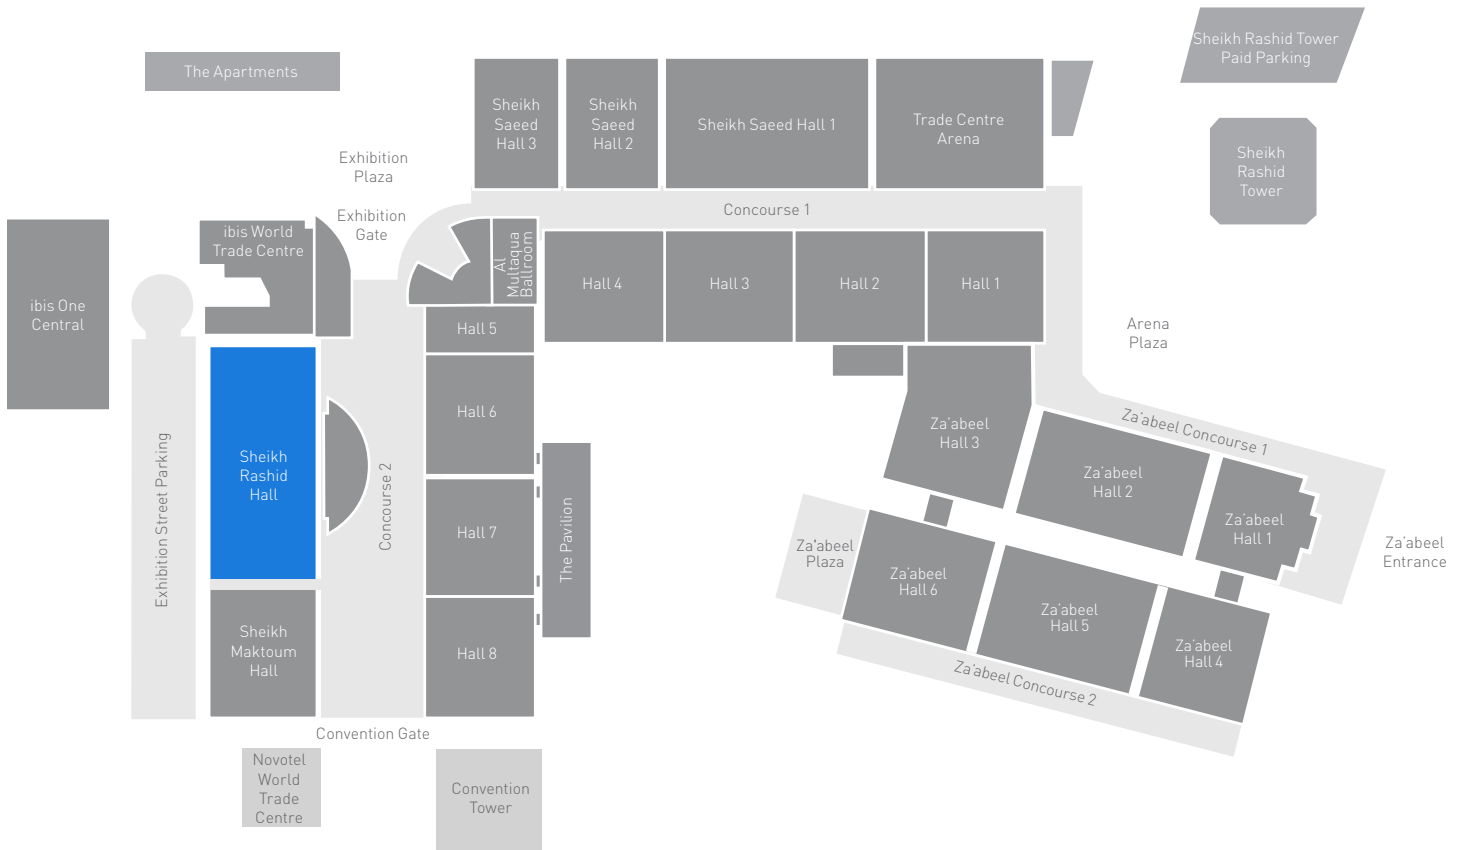 Sheikh Rashid Tower
Paid Parking
The Apartments
Sheikh
Saeed
Hall 3
Sheikh
Saeed
Hall 2
Sheikh Saeed Hall 1
Trade Centre
Arena
Sheikh
Rashid
Tower
Exhibition
Plaza
Exhibition
Gate
Concourse 1
ibis World
Trade Centre
Al
Multaqua
Ballroom
ibis One
Central
Hall 4
Hall 3
Hall 2
Hall 1
Hall 5
Arena
Plaza
Hall 6
Za'abeel
Hall 3
Za'abeel Concourse 1
Sheikh
Rashid
Hall
Za'abeel
Hall 2
Exhibition Street Parking
Concourse 2
Hall 7
The Pavilion
Za'abeel
Hall 1
Za'abeel
Plaza
Za'abeel
Entrance
Za'abeel
Hall 6
Za'abeel
Hall 5
Sheikh
Maktoum
Hall
Hall 8
Za'abeel
Hall 4
Za'abeel Concourse 2
Convention Gate
Novotel
World
Trade
Centre
Convention
Tower